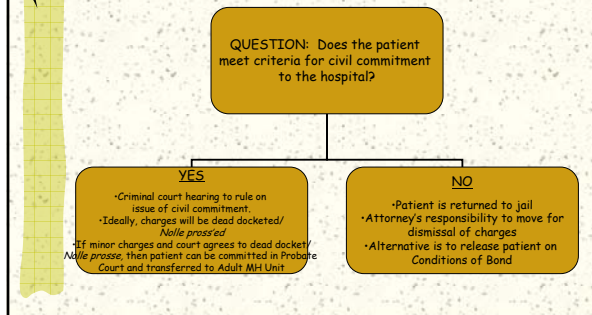 QUESTION: Does the patient
meet criteria for civil commitment
to the hospital?
YES
•Criminal court hearing to rule on
issue of civil commitment.
•Ideally, charges will be dead docketed/
Nolle pross'ed
•If minor charges and court agrees to dead docket/
Nolle prosse, then patient can be committed in Probate
Court and transferred to Adult MH Unit
NO
•Patient is returned to jail
•Attorney's responsibility to move for
dismissal of charges
•Alternative is to release patient on
Conditions of Bond